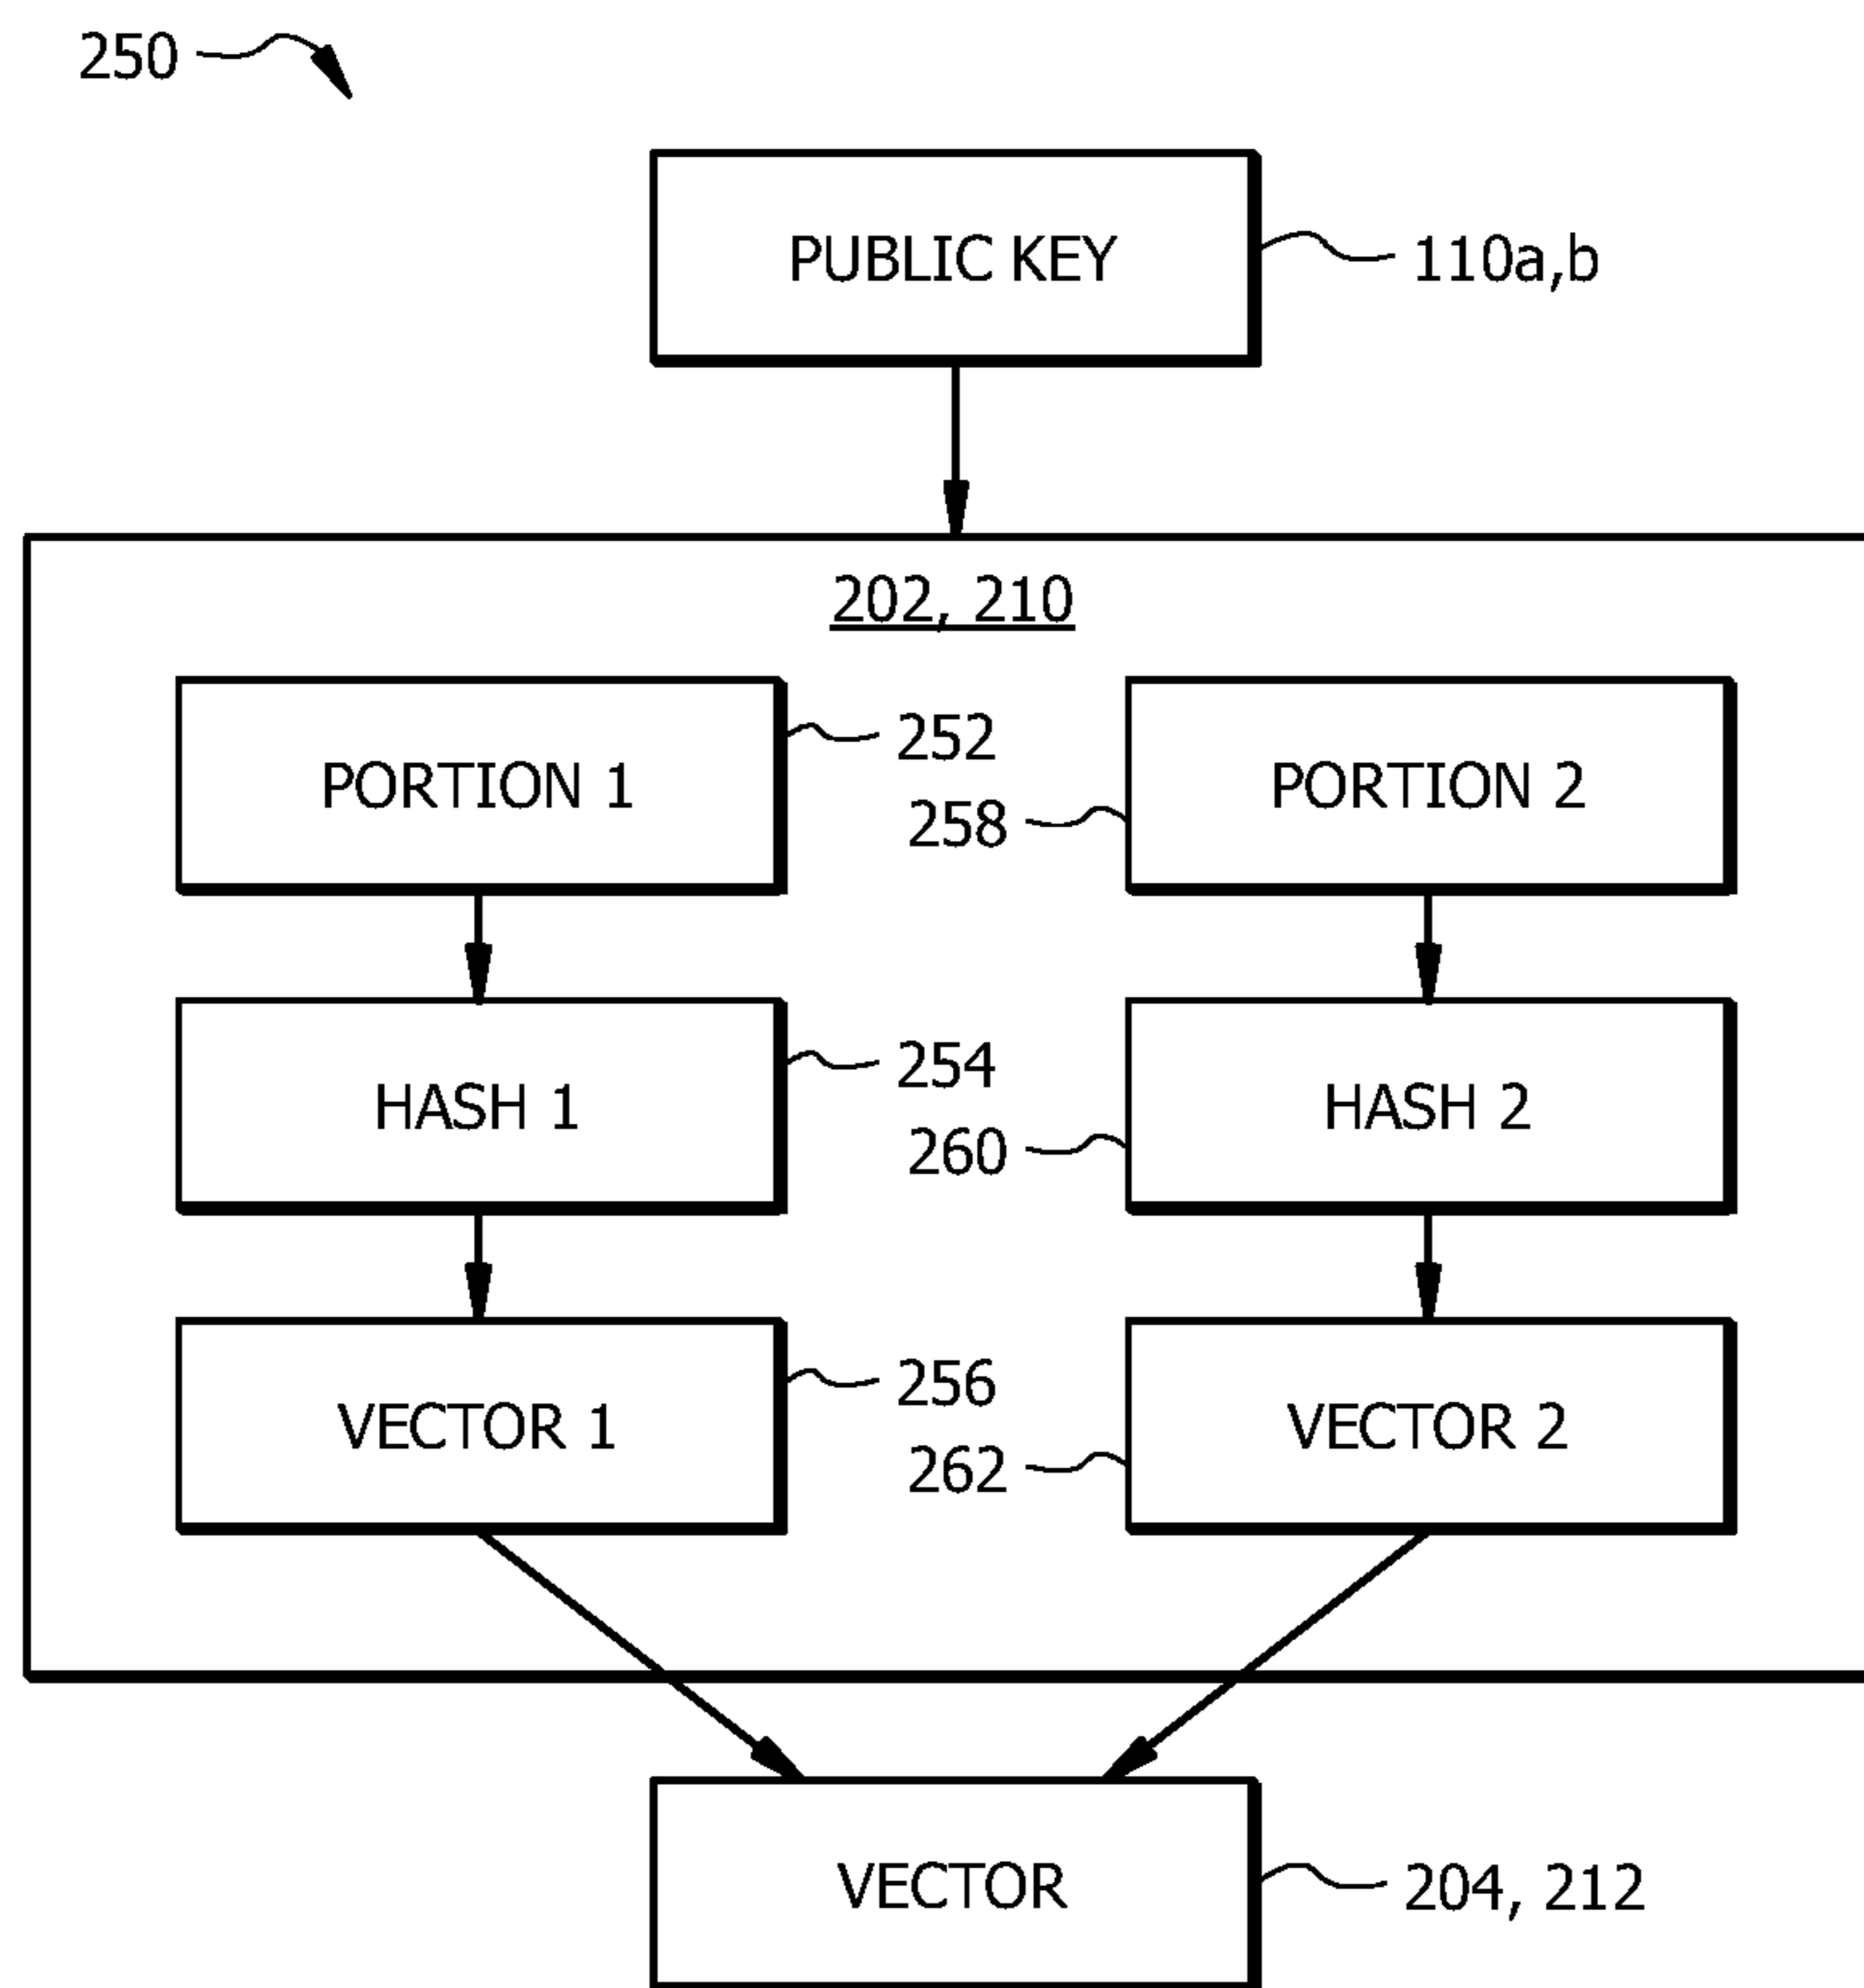 250
PUBLIC KEY
110a,b
202, 210
PORTION 1
252
258
PORTION 2
HASH 1
254
260
HASH 2
VECTOR 1
256
262
VECTOR 2
VECTOR
204, 212